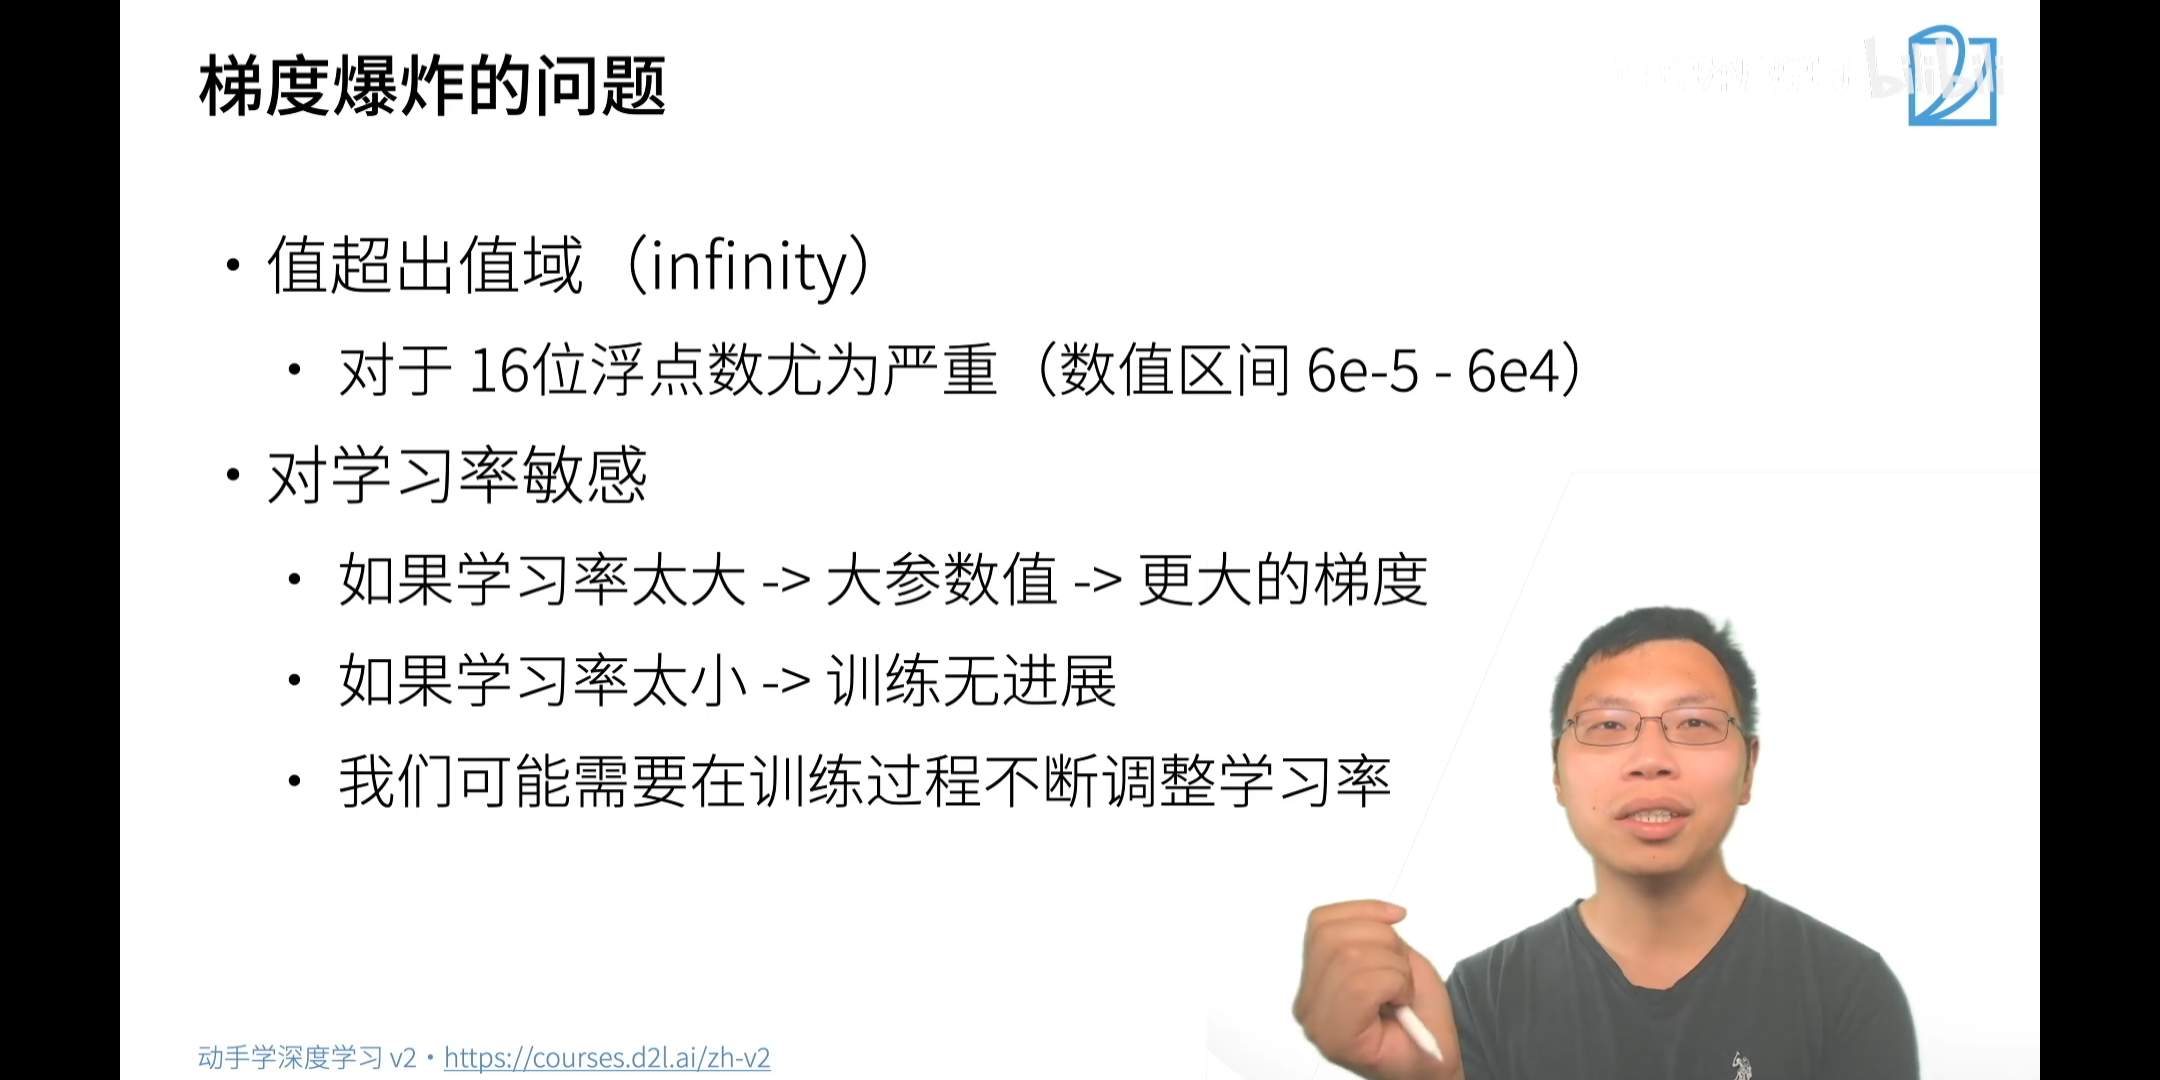 梯度爆炸的问题
bilibili
• 值超出值域（infinity）
• 对于 16位浮点数尤为严重（数值区间 6e-5 - 6e4）
• 对学习率敏感
• 如果学习率太大 -> 大参数值 -> 更大的梯度
• 如果学习率太小 -> 训练无进展
• 我们可能需要在训练过程不断调整学习率
动手学深度学习 v2 • https://courses.d2l.ai/zh-v2